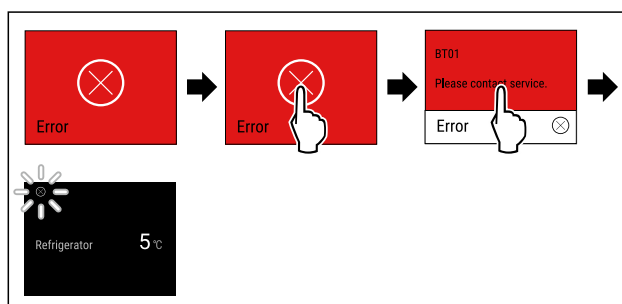 Error
Error
BT01
Please contact service.
Error
Refrigerator 5 °C